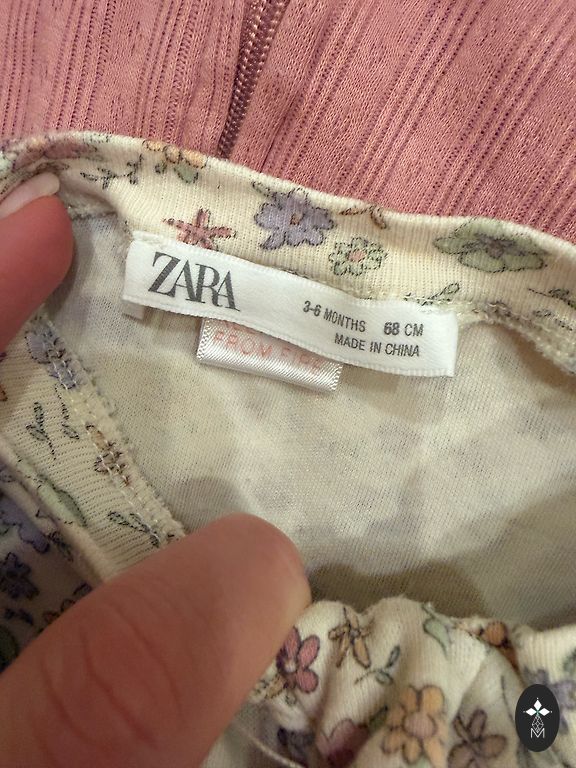 ZARA
3-6 MONTHS 68 CM
MADE IN CHINA
FROM FIRE